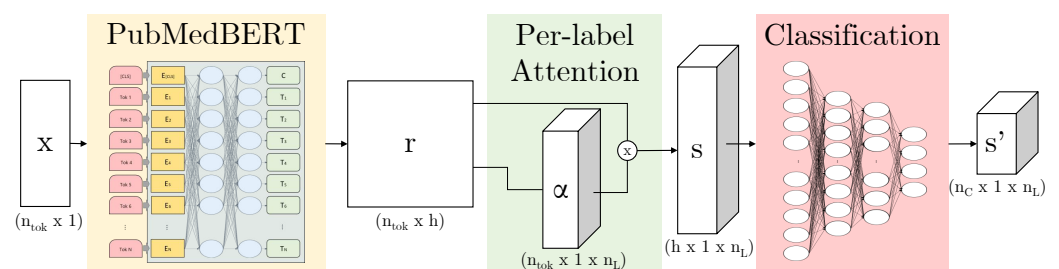 PubMedBERT
Per-label
Attention
Classification
x
(n_tok x 1)
[CLS] E[CLS] C
Tok 1 E₁ T₁
Tok 2 E₂ T₂
Tok 3 E₃ T₃
Tok 4 E₄ T₄
Tok 5 E₅ T₅
Tok 6 E₆ T₆
Tok N E_N T_N
r
(n_tok x h)
α
(n_tok x 1 x n_L)
x
s
(h x 1 x n_L)
s'
(n_C x 1 x n_L)